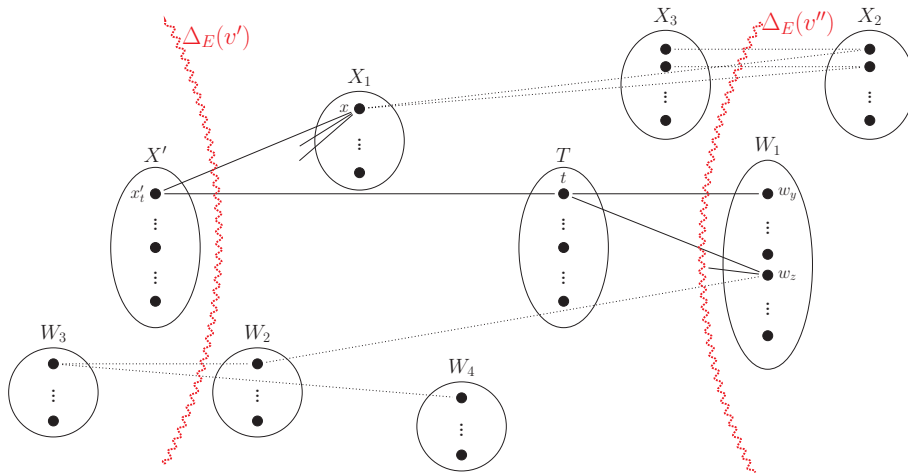 Δ_E(v′)
X_3
Δ_E(v″)
X_2
X_1
x
X′
T
W_1
x′_t
t
w_y
w_z
W_3
W_2
W_4